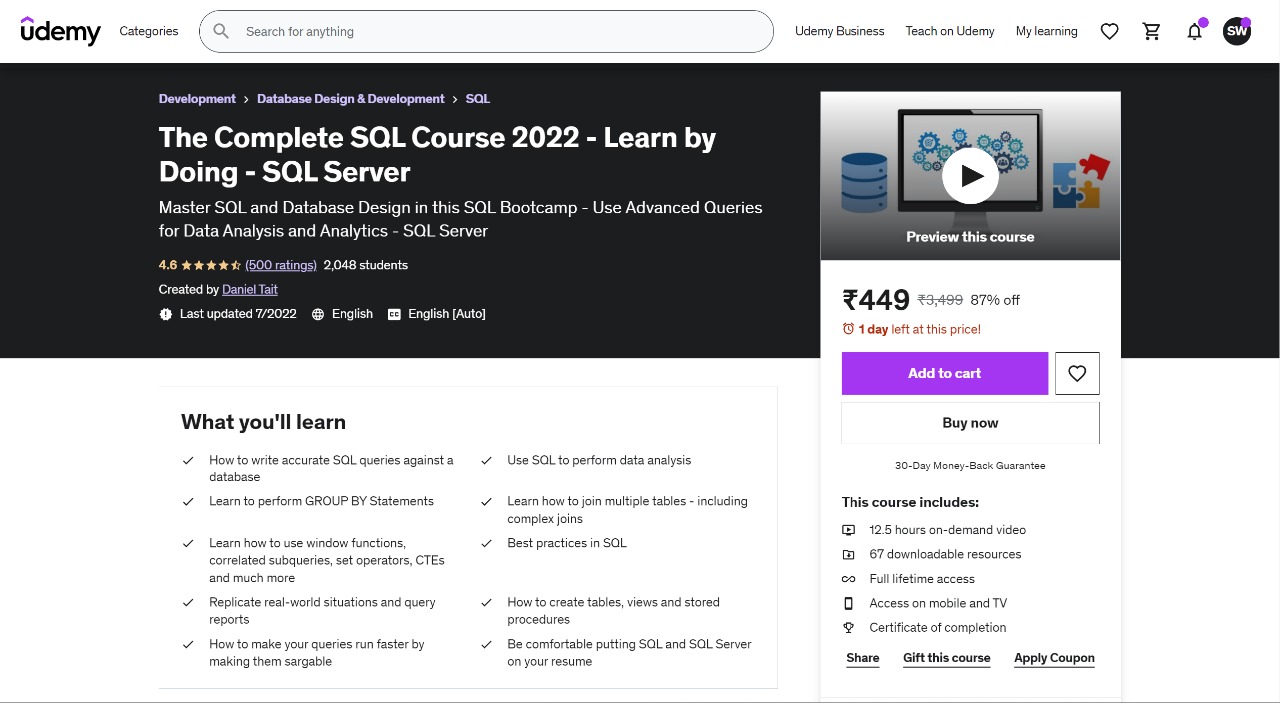 udemy
Categories
Search for anything
Udemy Business
Teach on Udemy
My learning
SW
Development > Database Design & Development > SQL
The Complete SQL Course 2022 - Learn by
Doing - SQL Server
Master SQL and Database Design in this SQL Bootcamp - Use Advanced Queries
for Data Analysis and Analytics - SQL Server
4.6 (500 ratings) 2,048 students
Created by Daniel Tait
Last updated 7/2022 English CC English [Auto]
Preview this course
₹449 ₹3,499 87% off
1 day left at this price!
Add to cart
Buy now
30-Day Money-Back Guarantee
This course includes:
12.5 hours on-demand video
67 downloadable resources
Full lifetime access
Access on mobile and TV
Certificate of completion
Share
Gift this course
Apply Coupon
What you'll learn
How to write accurate SQL queries against a
database
Use SQL to perform data analysis
Learn to perform GROUP BY Statements
Learn how to join multiple tables - including
complex joins
Learn how to use window functions,
correlated subqueries, set operators, CTEs
and much more
Best practices in SQL
Replicate real-world situations and query
reports
How to create tables, views and stored
procedures
How to make your queries run faster by
making them sargable
Be comfortable putting SQL and SQL Server
on your resume